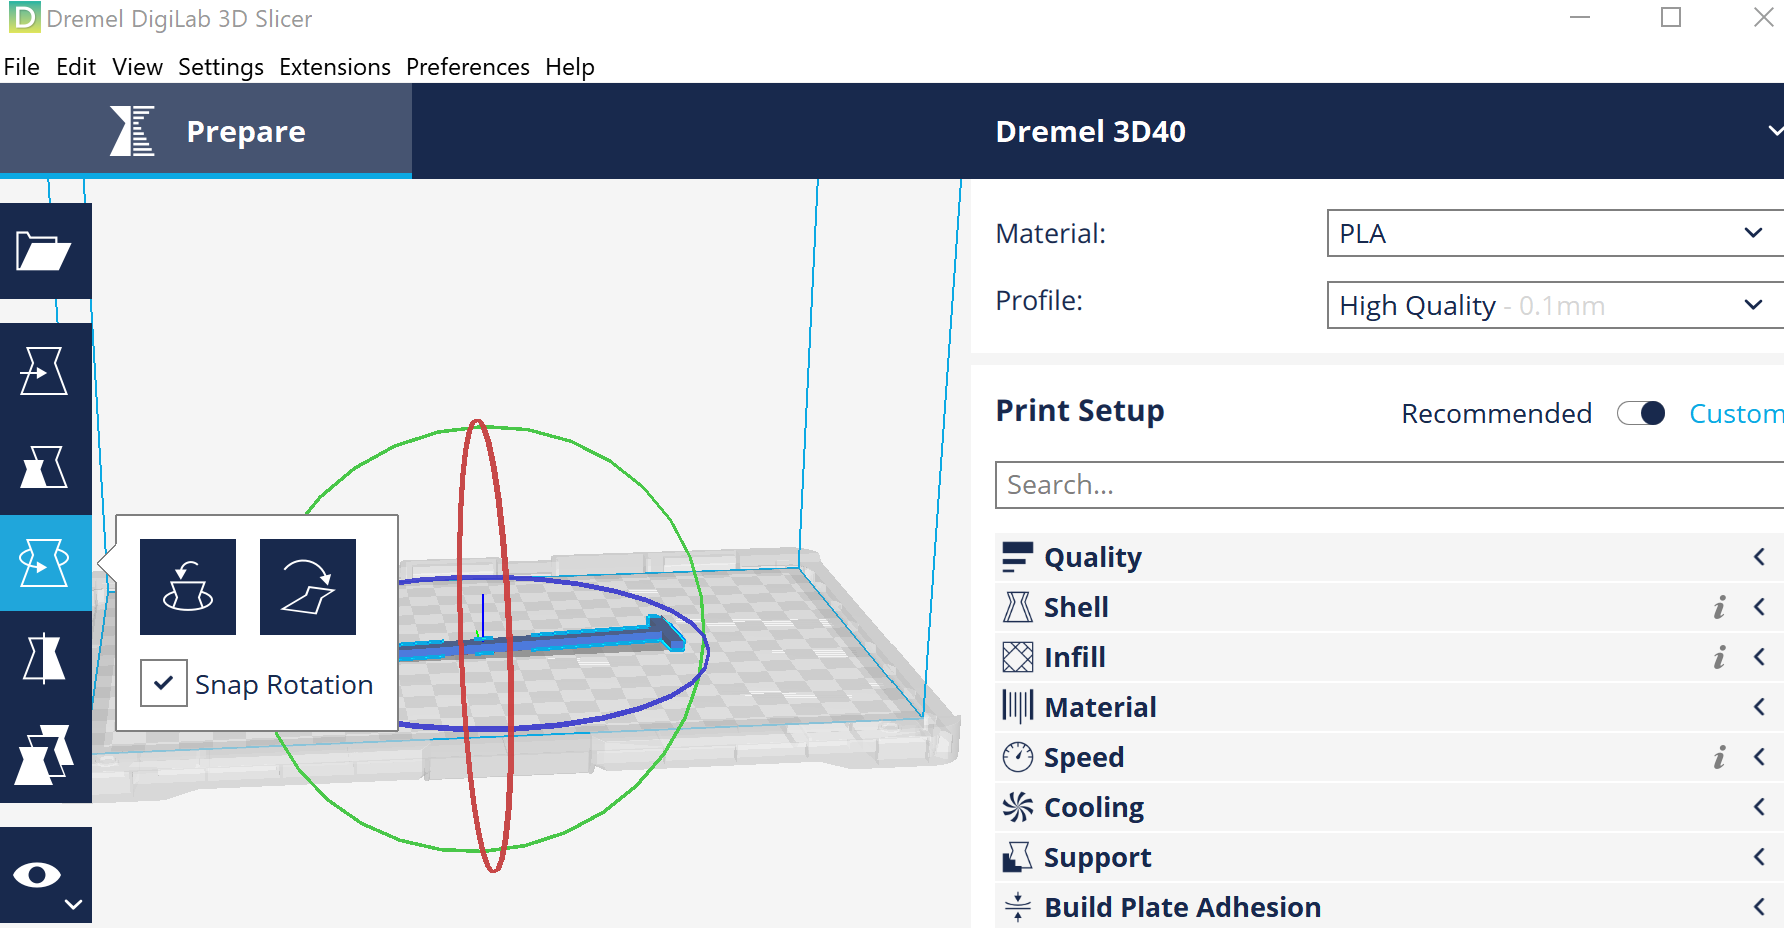 Dremel DigiLab 3D Slicer
File Edit View Settings Extensions Preferences Help
Prepare
Dremel 3D40
Material: PLA
Profile: High Quality - 0.1mm
Print Setup Recommended Custom
Search...
Quality
Shell
Infill
Material
Speed
Cooling
Support
Build Plate Adhesion
Snap Rotation